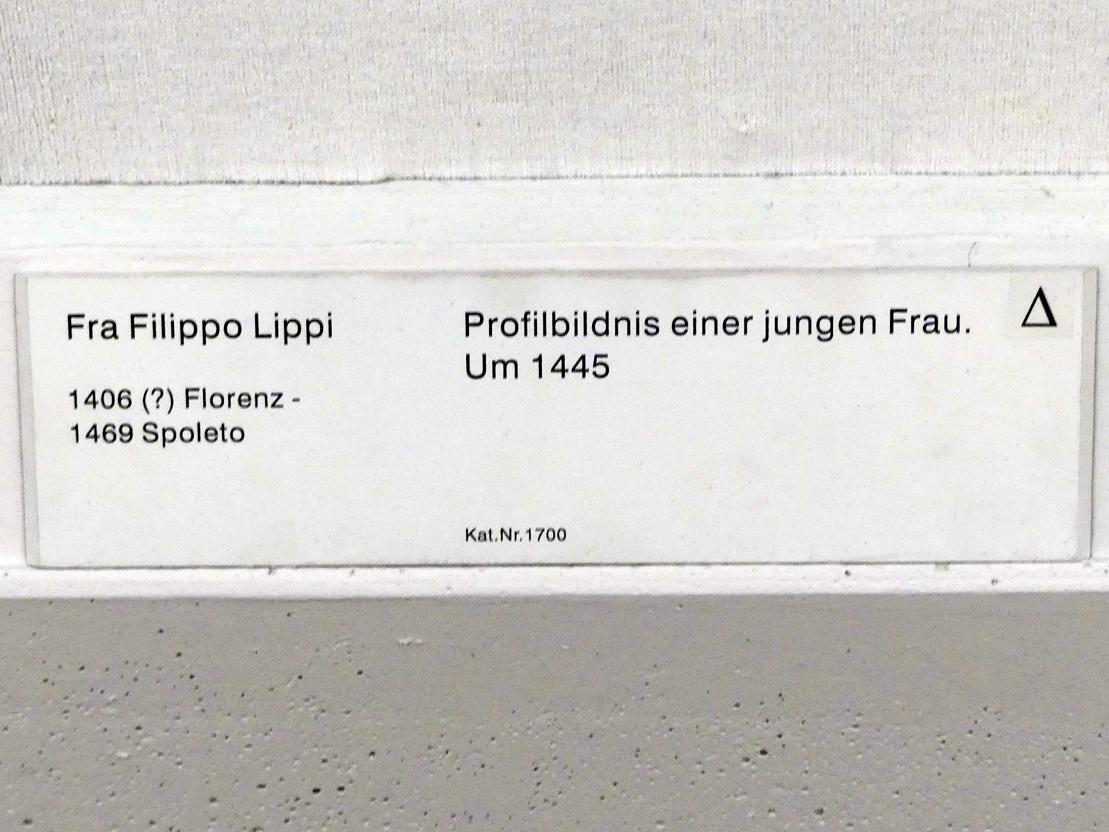 Fra Filippo Lippi
1406 (?) Florenz -
1469 Spoleto
Profilbildnis einer jungen Frau.
Um 1445
Kat.Nr.1700
Δ